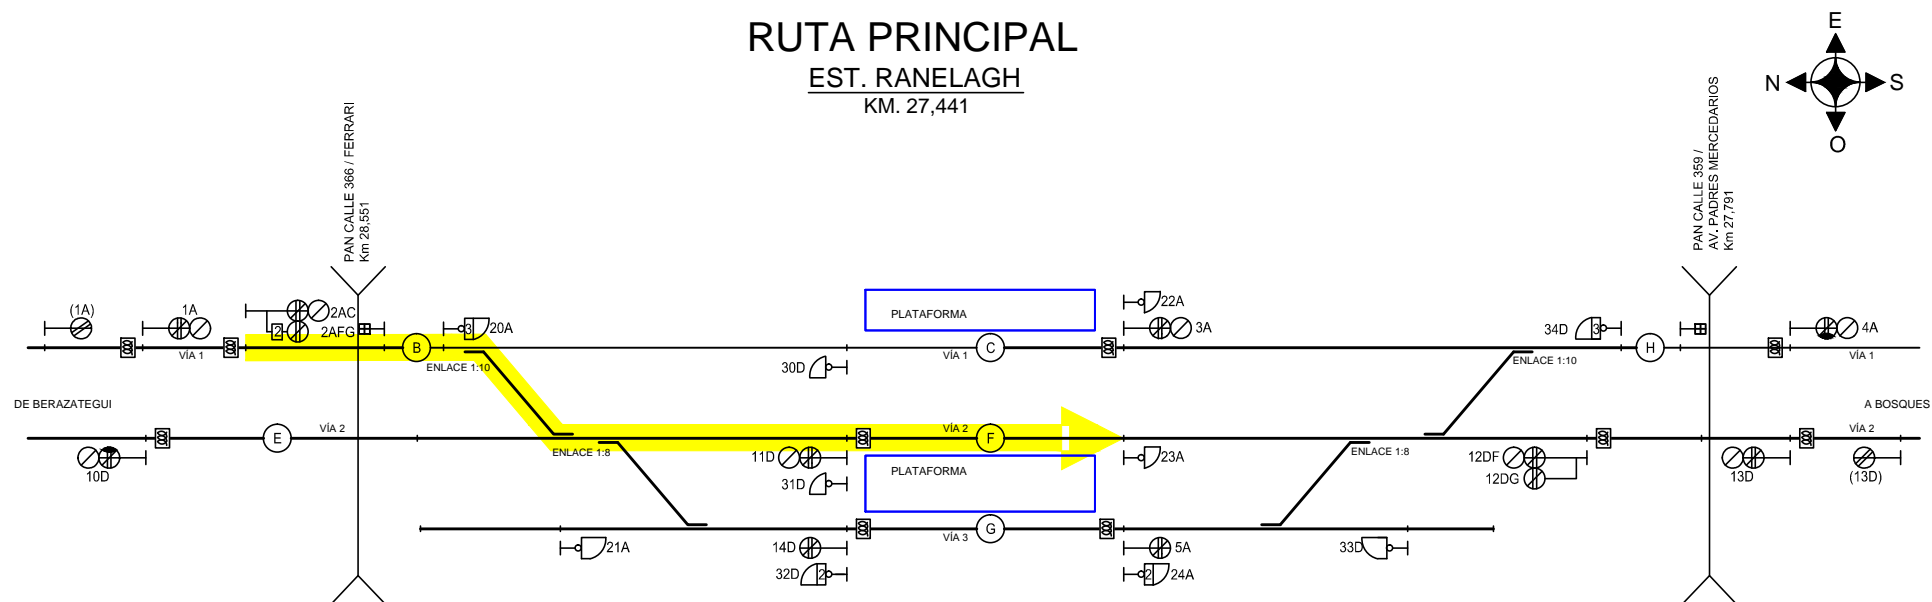 RUTA PRINCIPAL
EST. RANELAGH
KM. 27,441
E
N
S
O
PAN CALLE 366 / FERRARI
Km 28,551
PAN CALLE 359 /
AV. PADRES MERCEDARIOS
Km 27,791
(1A)
1A
2AC
2
2AFG
3
20A
22A
3A
34D
3
4A
PLATAFORMA
VÍA 1
B
VÍA 1
C
H
VÍA 1
ENLACE 1:10
30D
ENLACE 1:10
DE BERAZATEGUI
A BOSQUES
E
VÍA 2
VÍA 2
F
VÍA 2
10D
ENLACE 1:8
11D
31D
PLATAFORMA
23A
ENLACE 1:8
12DF
12DG
13D
(13D)
VÍA 3
G
21A
14D
32D
2
5A
2
24A
33D